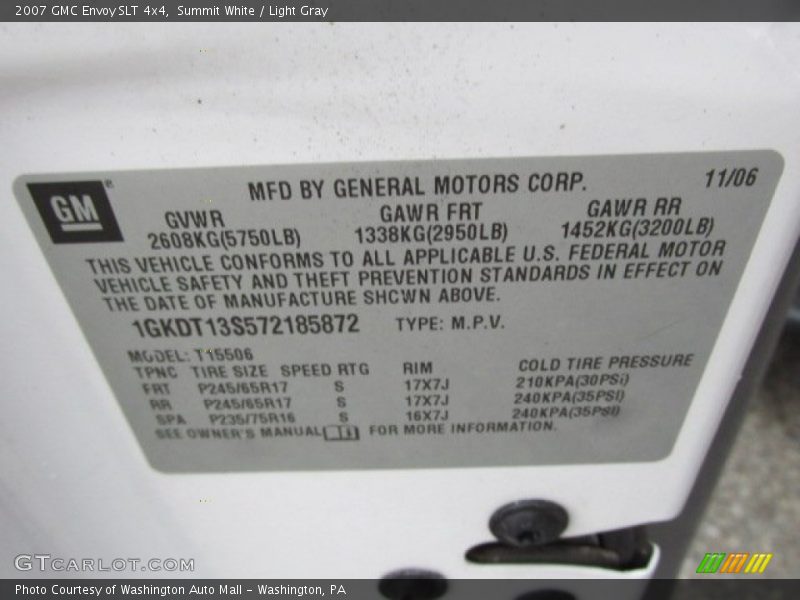 2007 GMC Envoy SLT 4x4, Summit White / Light Gray
GM
MFD BY GENERAL MOTORS CORP. 11/06
GVWR GAWR FRT GAWR RR
2608KG(5750LB) 1338KG(2950LB) 1452KG(3200LB)
THIS VEHICLE CONFORMS TO ALL APPLICABLE U.S. FEDERAL MOTOR
VEHICLE SAFETY AND THEFT PREVENTION STANDARDS IN EFFECT ON
THE DATE OF MANUFACTURE SHOWN ABOVE.
1GKDT13S572185872 TYPE: M.P.V.
MODEL: T15506
TPNC TIRE SIZE SPEED RTG RIM COLD TIRE PRESSURE
FRT P245/65R17 S 17X7J 210KPA(30PSI)
RR P245/65R17 S 17X7J 240KPA(35PSI)
SPA P235/75R16 S 16X7J 240KPA(35PSI)
SEE OWNER'S MANUAL FOR MORE INFORMATION.
GTCARLOT.COM
Photo Courtesy of Washington Auto Mall - Washington, PA